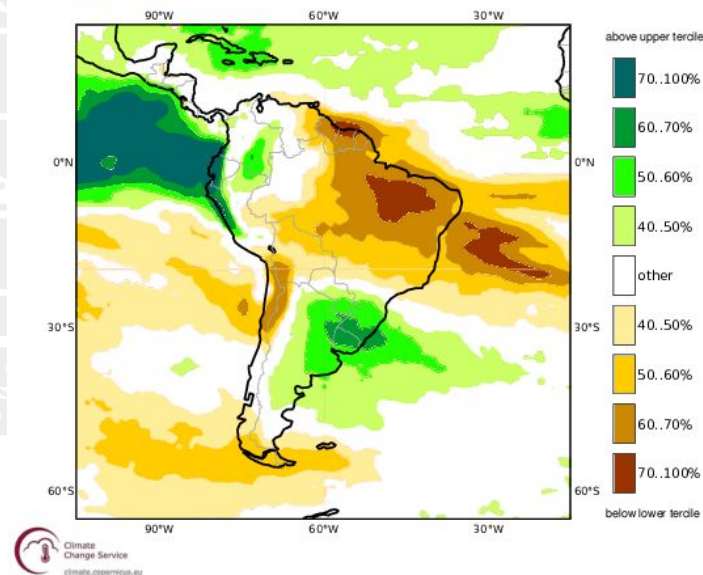 90°W 60°W 30°W
above upper tercile
70..100%
60..70%
50..60%
40..50%
other
40..50%
50..60%
60..70%
70..100%
below lower tercile
0°N 0°N
30°S 30°S
60°S 60°S
90°W 60°W 30°W
Climate
Change Service
climate.copernicus.eu